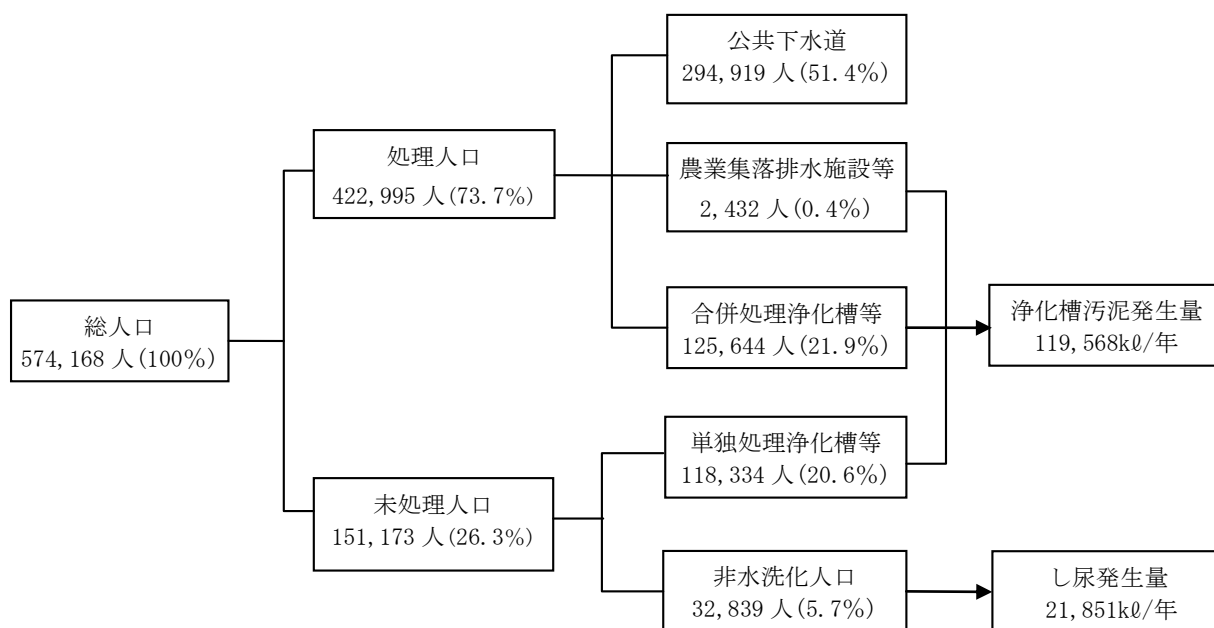 公共下水道
294,919 人(51.4%)
処理人口
422,995 人(73.7%)
農業集落排水施設等
2,432 人(0.4%)
総人口
574,168 人(100%)
合併処理浄化槽等
125,644 人(21.9%)
浄化槽汚泥発生量
119,568kℓ/年
単独処理浄化槽等
118,334 人(20.6%)
未処理人口
151,173 人(26.3%)
非水洗化人口
32,839 人(5.7%)
し尿発生量
21,851kℓ/年